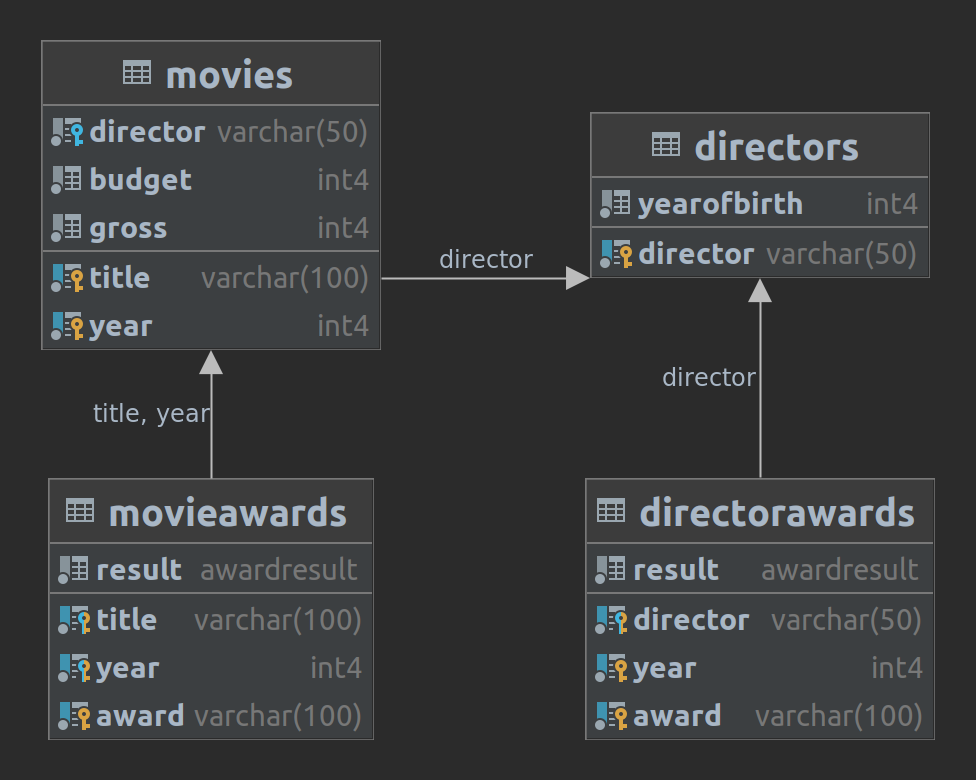 movies
director varchar(50)
budget int4
gross int4
title varchar(100)
year int4
director
directors
yearofbirth int4
director varchar(50)
title, year
director
movieawards
result awardresult
title varchar(100)
year int4
award varchar(100)
directorawards
result awardresult
director varchar(50)
year int4
award varchar(100)